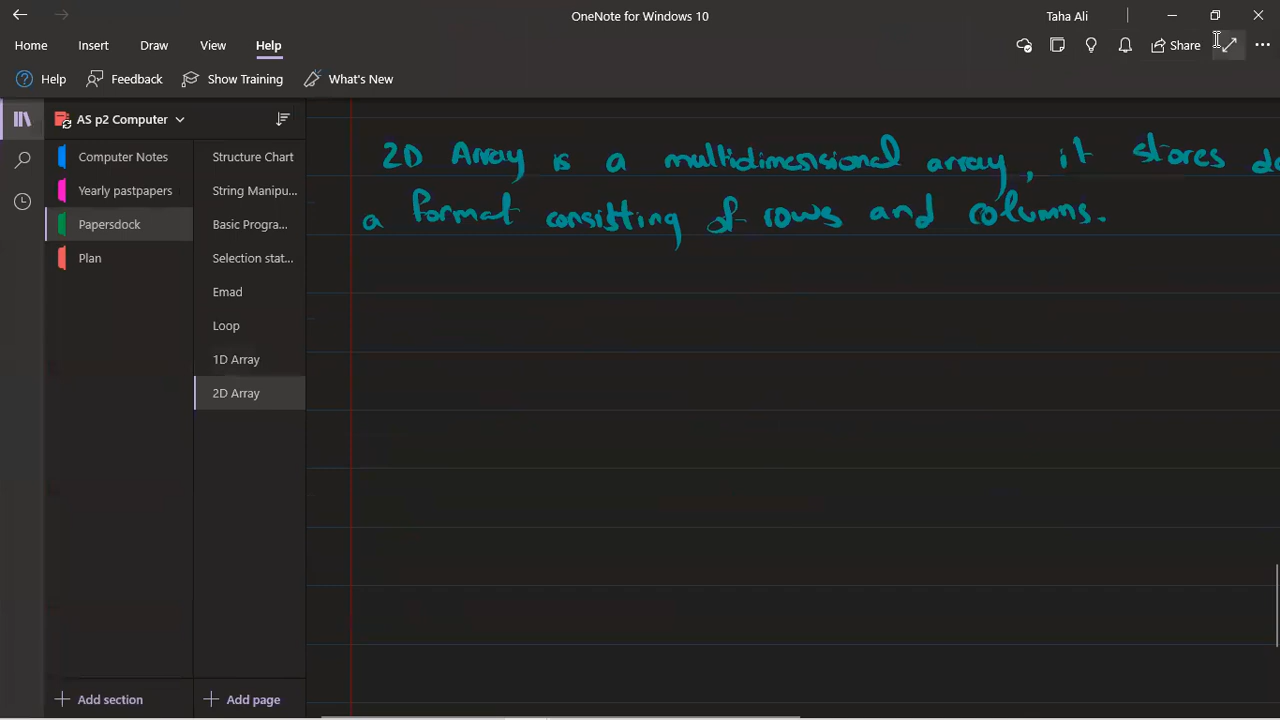 OneNote for Windows 10
Taha Ali
Home
Insert
Draw
View
Help
Share
Help
Feedback
Show Training
What's New
AS p2 Computer
Computer Notes
Yearly pastpapers
Papersdock
Plan
Structure Chart
String Manipu...
Basic Progra...
Selection stat...
Emad
Loop
1D Array
2D Array
2D Array is a multidimensional array, it stores
a format consisting of rows and columns.
Add section
Add page